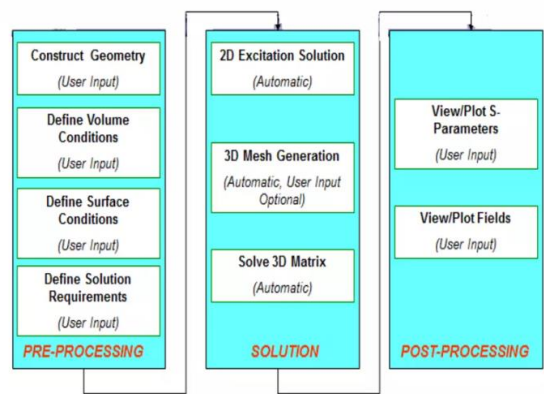 Construct Geometry
(User Input)
Define Volume
Conditions
(User Input)
Define Surface
Conditions
(User Input)
Define Solution
Requirements
(User Input)
PRE-PROCESSING
2D Excitation Solution
(Automatic)
3D Mesh Generation
(Automatic, User Input
Optional)
Solve 3D Matrix
(Automatic)
SOLUTION
View/Plot S-
Parameters
(User Input)
View/Plot Fields
(User Input)
POST-PROCESSING